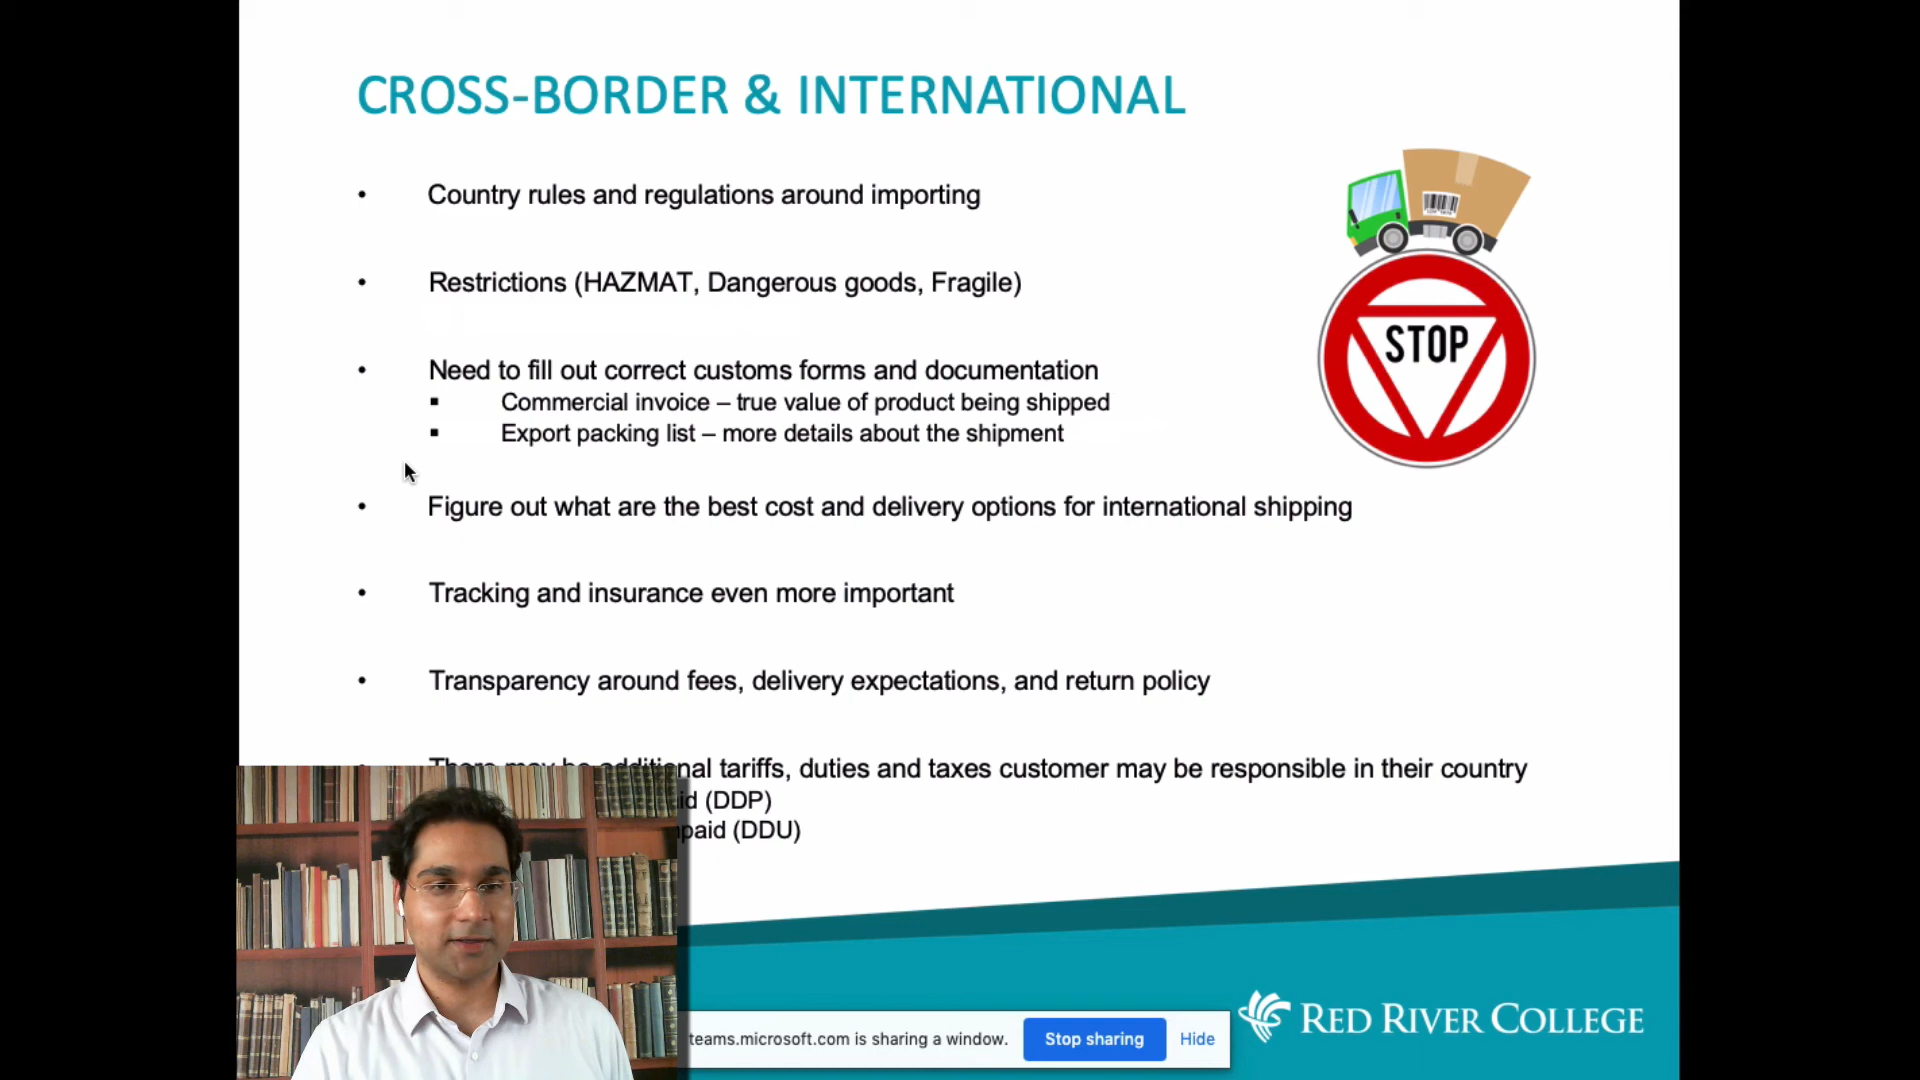 CROSS-BORDER & INTERNATIONAL
• Country rules and regulations around importing
• Restrictions (HAZMAT, Dangerous goods, Fragile)
• Need to fill out correct customs forms and documentation
▪ Commercial invoice – true value of product being shipped
▪ Export packing list – more details about the shipment
STOP
• Figure out what are the best cost and delivery options for international shipping
• Tracking and insurance even more important
• Transparency around fees, delivery expectations, and return policy
There may be additional tariffs, duties and taxes customer may be responsible in their country
(DDP)
(DDU)
teams.microsoft.com is sharing a window.
Stop sharing
Hide
RED RIVER COLLEGE